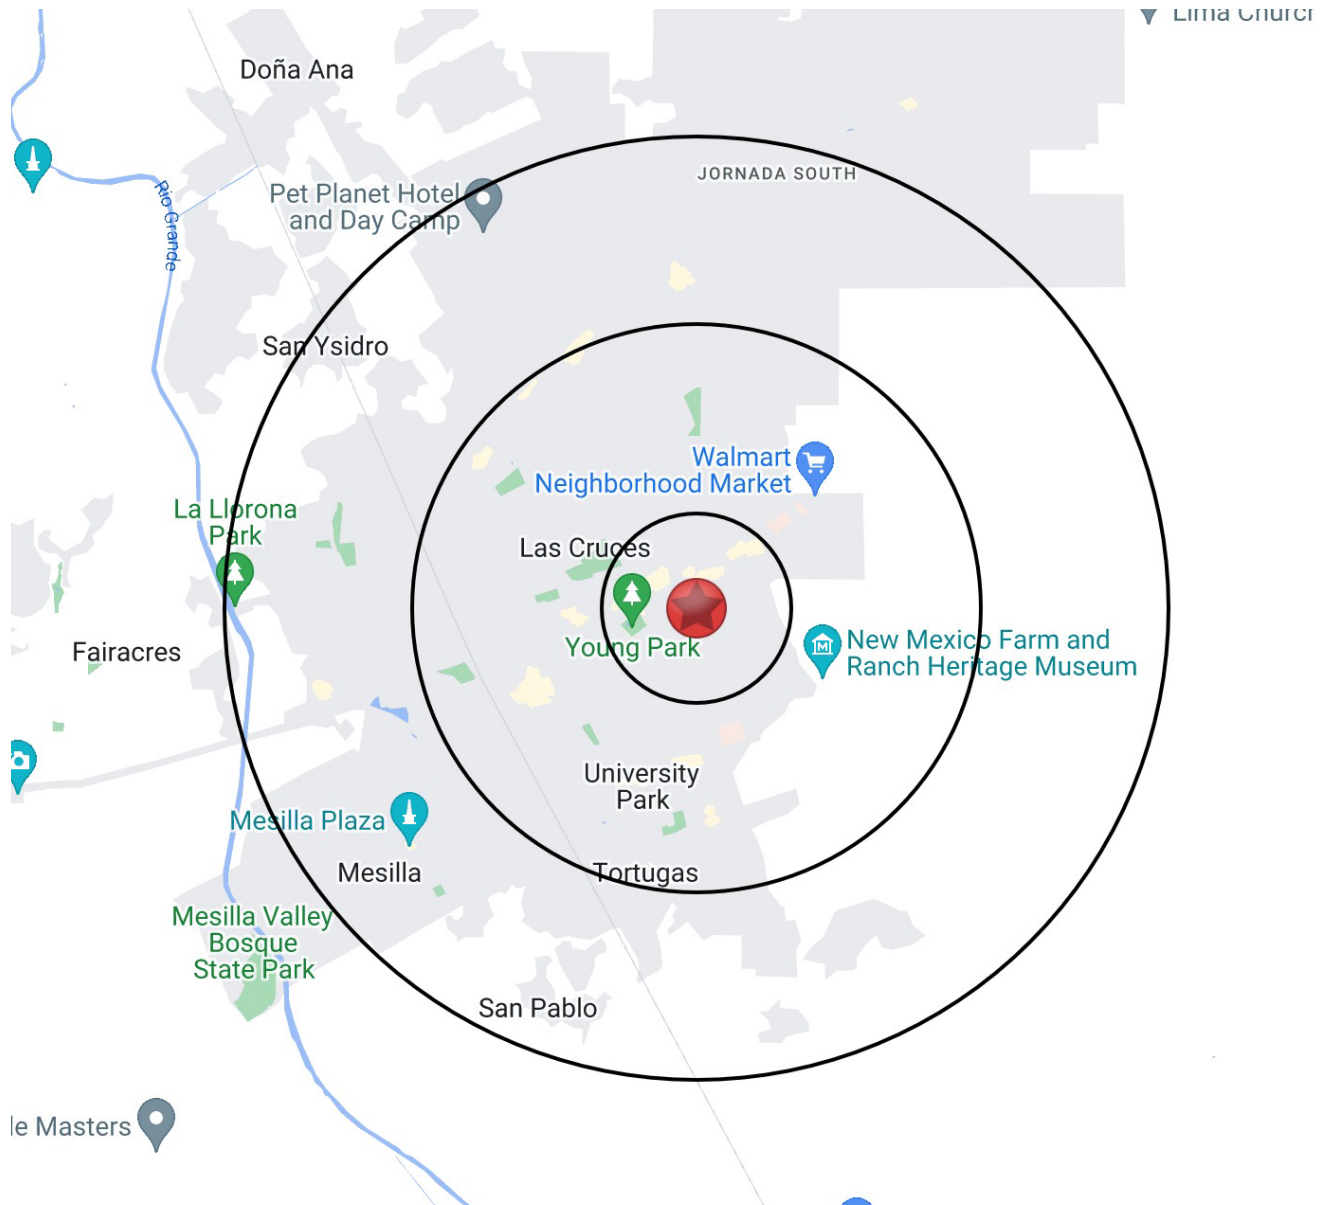 Lima Church
Doña Ana
JORNADA SOUTH
Pet Planet Hotel
and Day Camp
Rio Grande
San Ysidro
Walmart
Neighborhood Market
La Llorona
Park
Las Cruces
Young Park
New Mexico Farm and
Ranch Heritage Museum
Fairacres
University
Park
Mesilla Plaza
Mesilla
Tortugas
Mesilla Valley
Bosque
State Park
San Pablo
le Masters